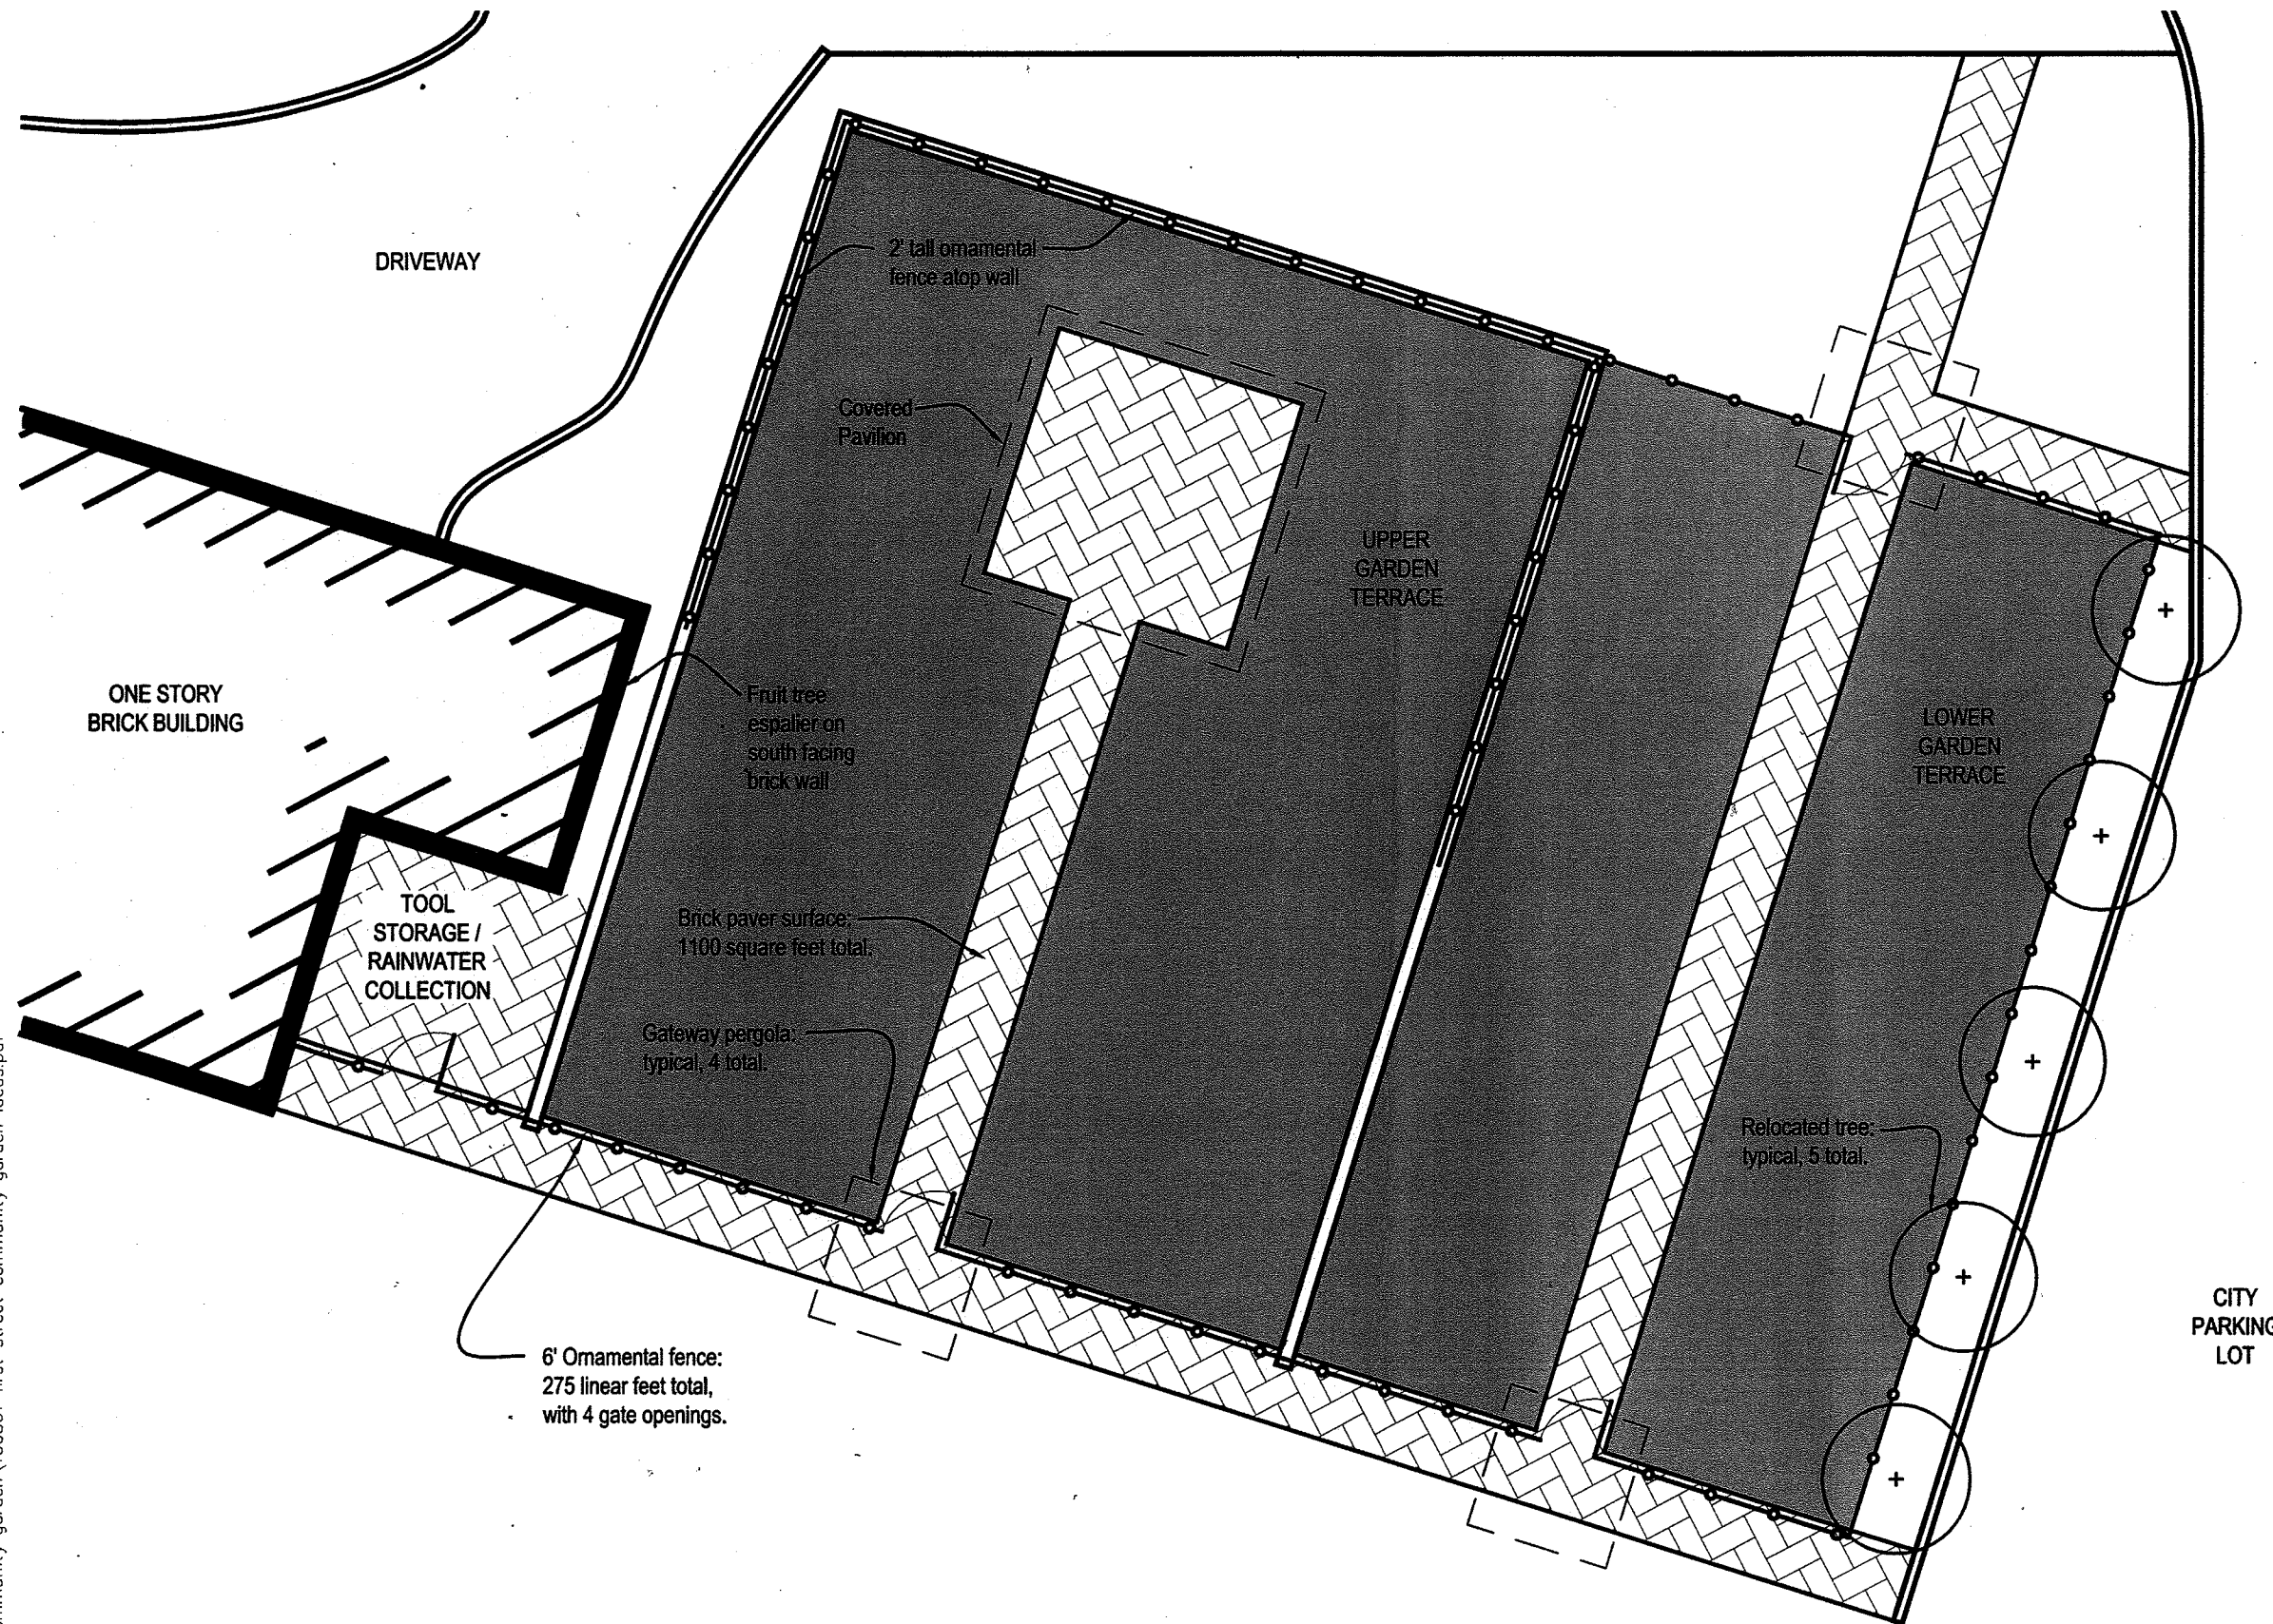 DRIVEWAY
2' tall ornamental
fence atop wall
Covered
Pavilion
UPPER
GARDEN
TERRACE
ONE STORY
BRICK BUILDING
Fruit tree
espalier on
south facing
brick wall
LOWER
GARDEN
TERRACE
TOOL
STORAGE /
RAINWATER
COLLECTION
Brick paver surface:
1100 square feet total.
Gateway pergola:
typical, 4 total.
Relocated tree:
typical, 5 total.
6' Ornamental fence:
275 linear feet total,
with 4 gate openings.
CITY
PARKING
LOT